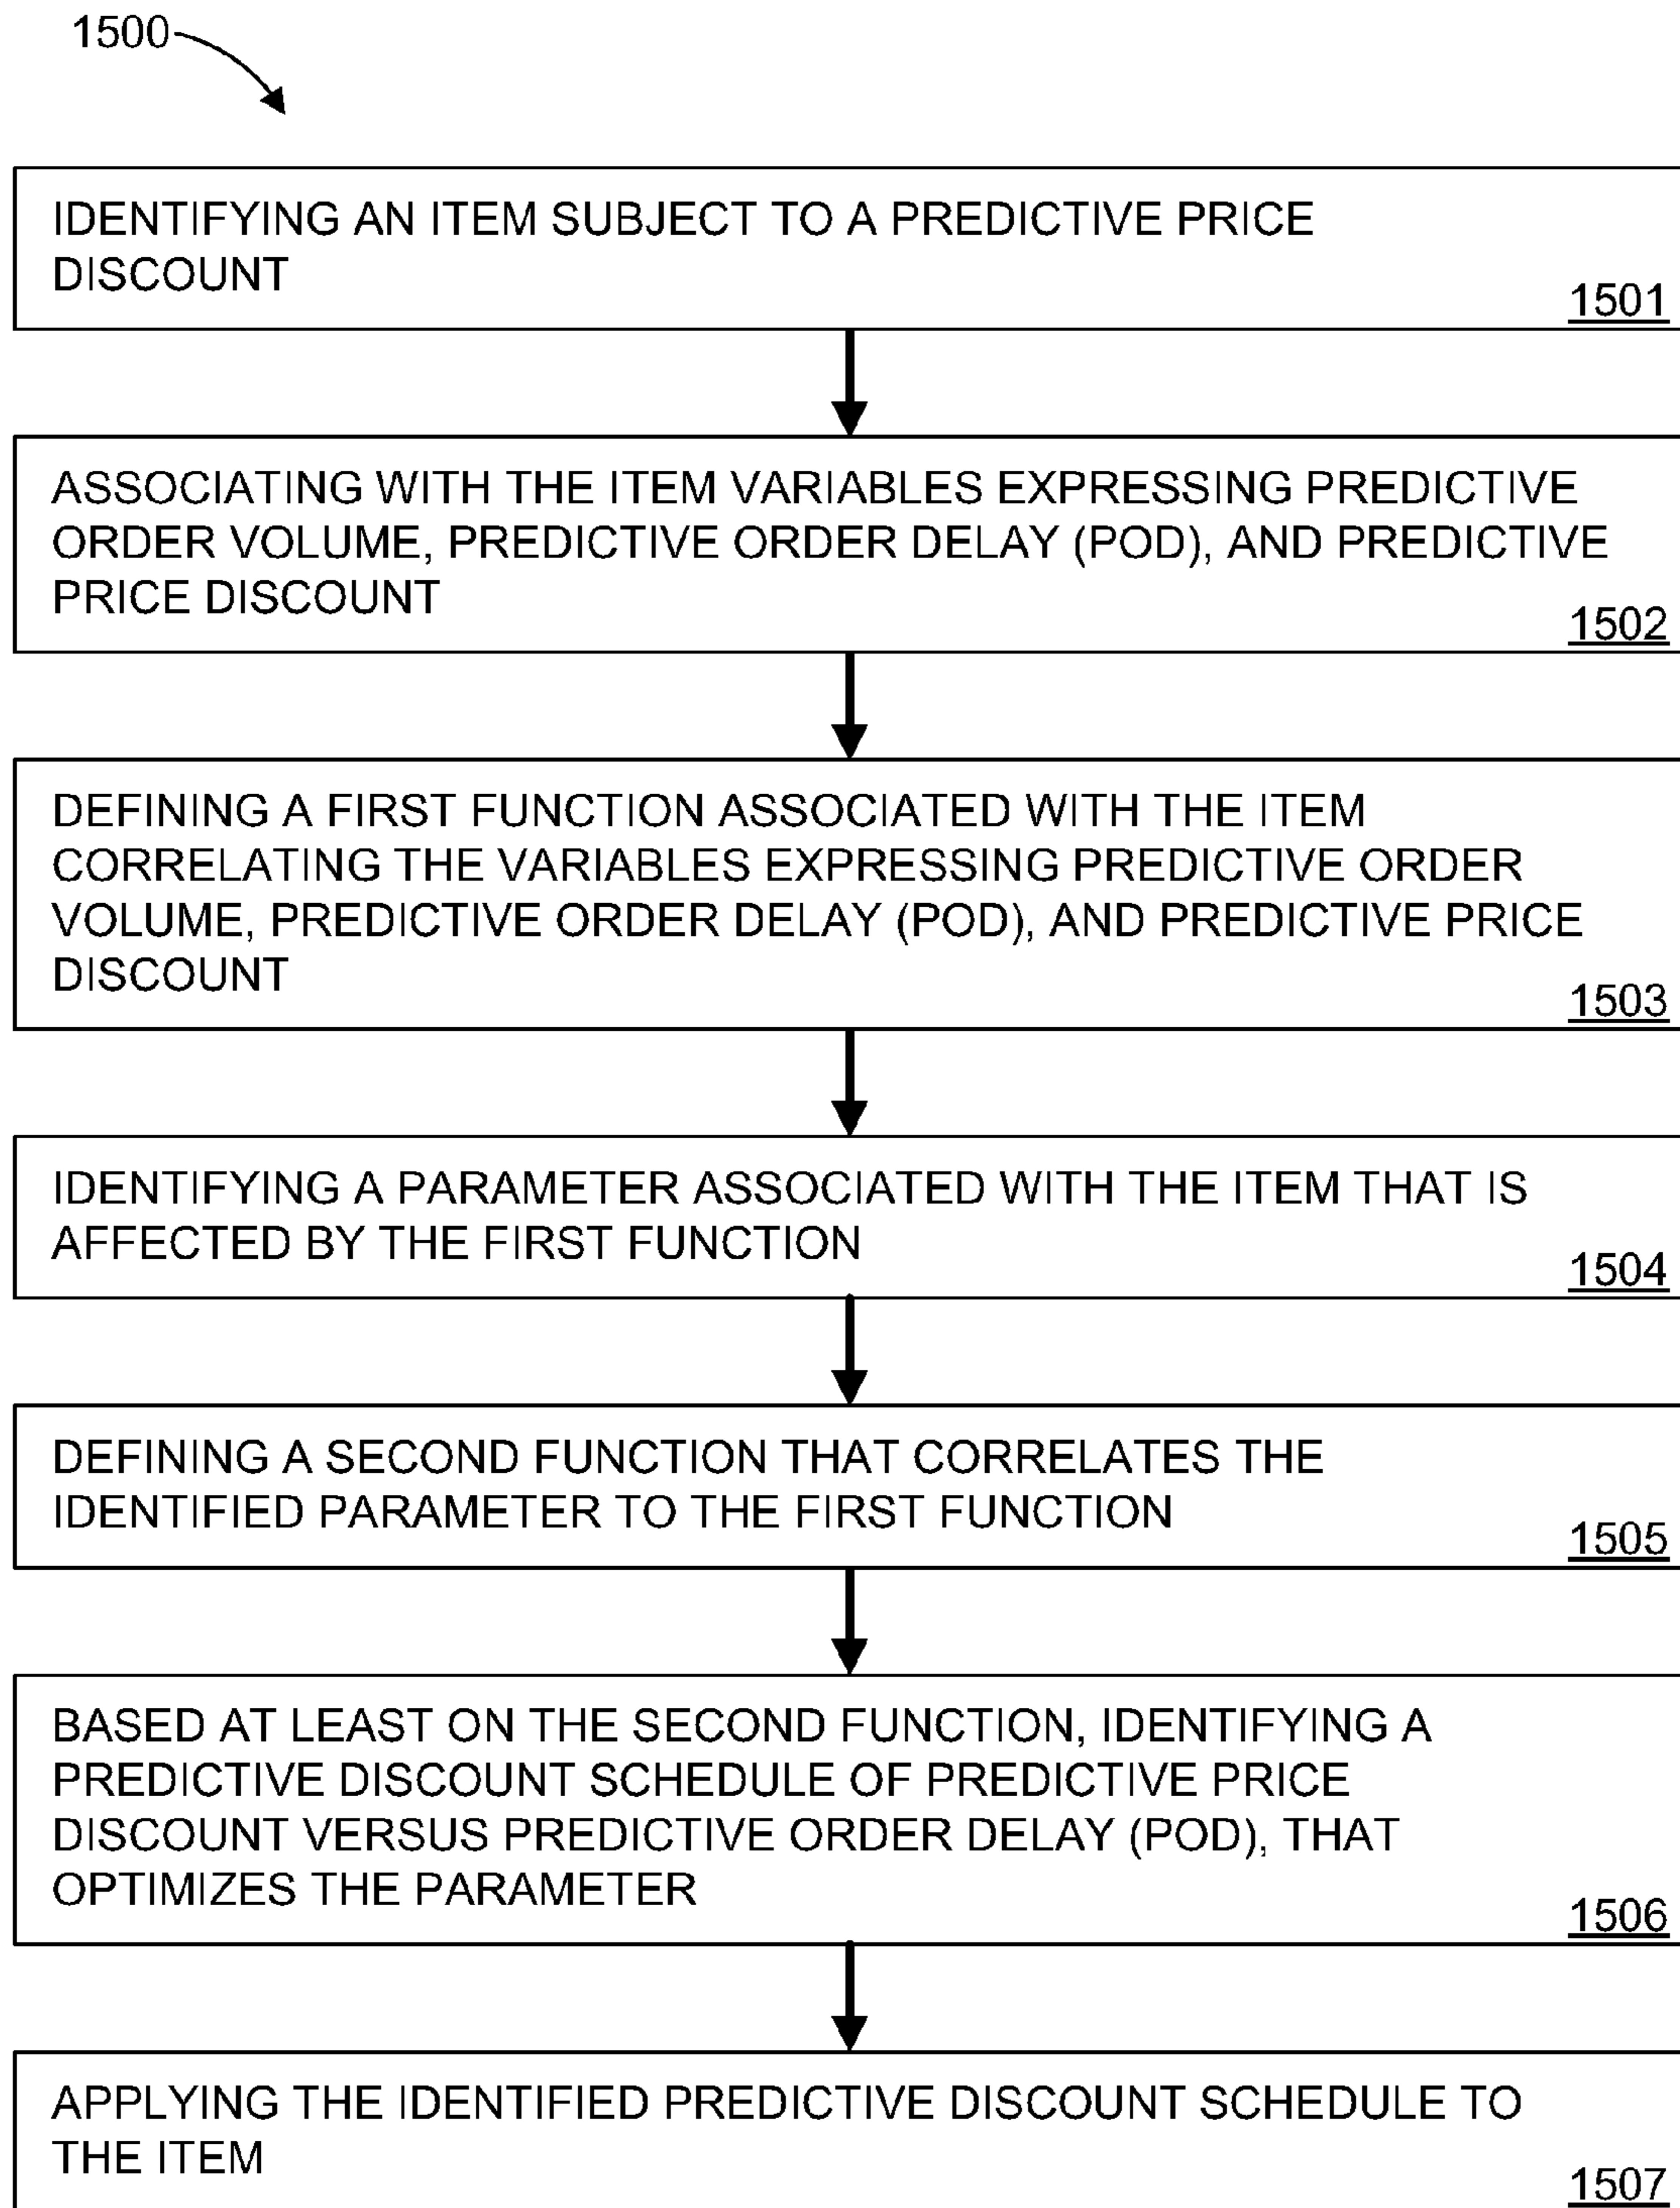 1500
IDENTIFYING AN ITEM SUBJECT TO A PREDICTIVE PRICE
DISCOUNT
1501
ASSOCIATING WITH THE ITEM VARIABLES EXPRESSING PREDICTIVE
ORDER VOLUME, PREDICTIVE ORDER DELAY (POD), AND PREDICTIVE
PRICE DISCOUNT
1502
DEFINING A FIRST FUNCTION ASSOCIATED WITH THE ITEM
CORRELATING THE VARIABLES EXPRESSING PREDICTIVE ORDER
VOLUME, PREDICTIVE ORDER DELAY (POD), AND PREDICTIVE PRICE
DISCOUNT
1503
IDENTIFYING A PARAMETER ASSOCIATED WITH THE ITEM THAT IS
AFFECTED BY THE FIRST FUNCTION
1504
DEFINING A SECOND FUNCTION THAT CORRELATES THE
IDENTIFIED PARAMETER TO THE FIRST FUNCTION
1505
BASED AT LEAST ON THE SECOND FUNCTION, IDENTIFYING A
PREDICTIVE DISCOUNT SCHEDULE OF PREDICTIVE PRICE
DISCOUNT VERSUS PREDICTIVE ORDER DELAY (POD), THAT
OPTIMIZES THE PARAMETER
1506
APPLYING THE IDENTIFIED PREDICTIVE DISCOUNT SCHEDULE TO
THE ITEM
1507